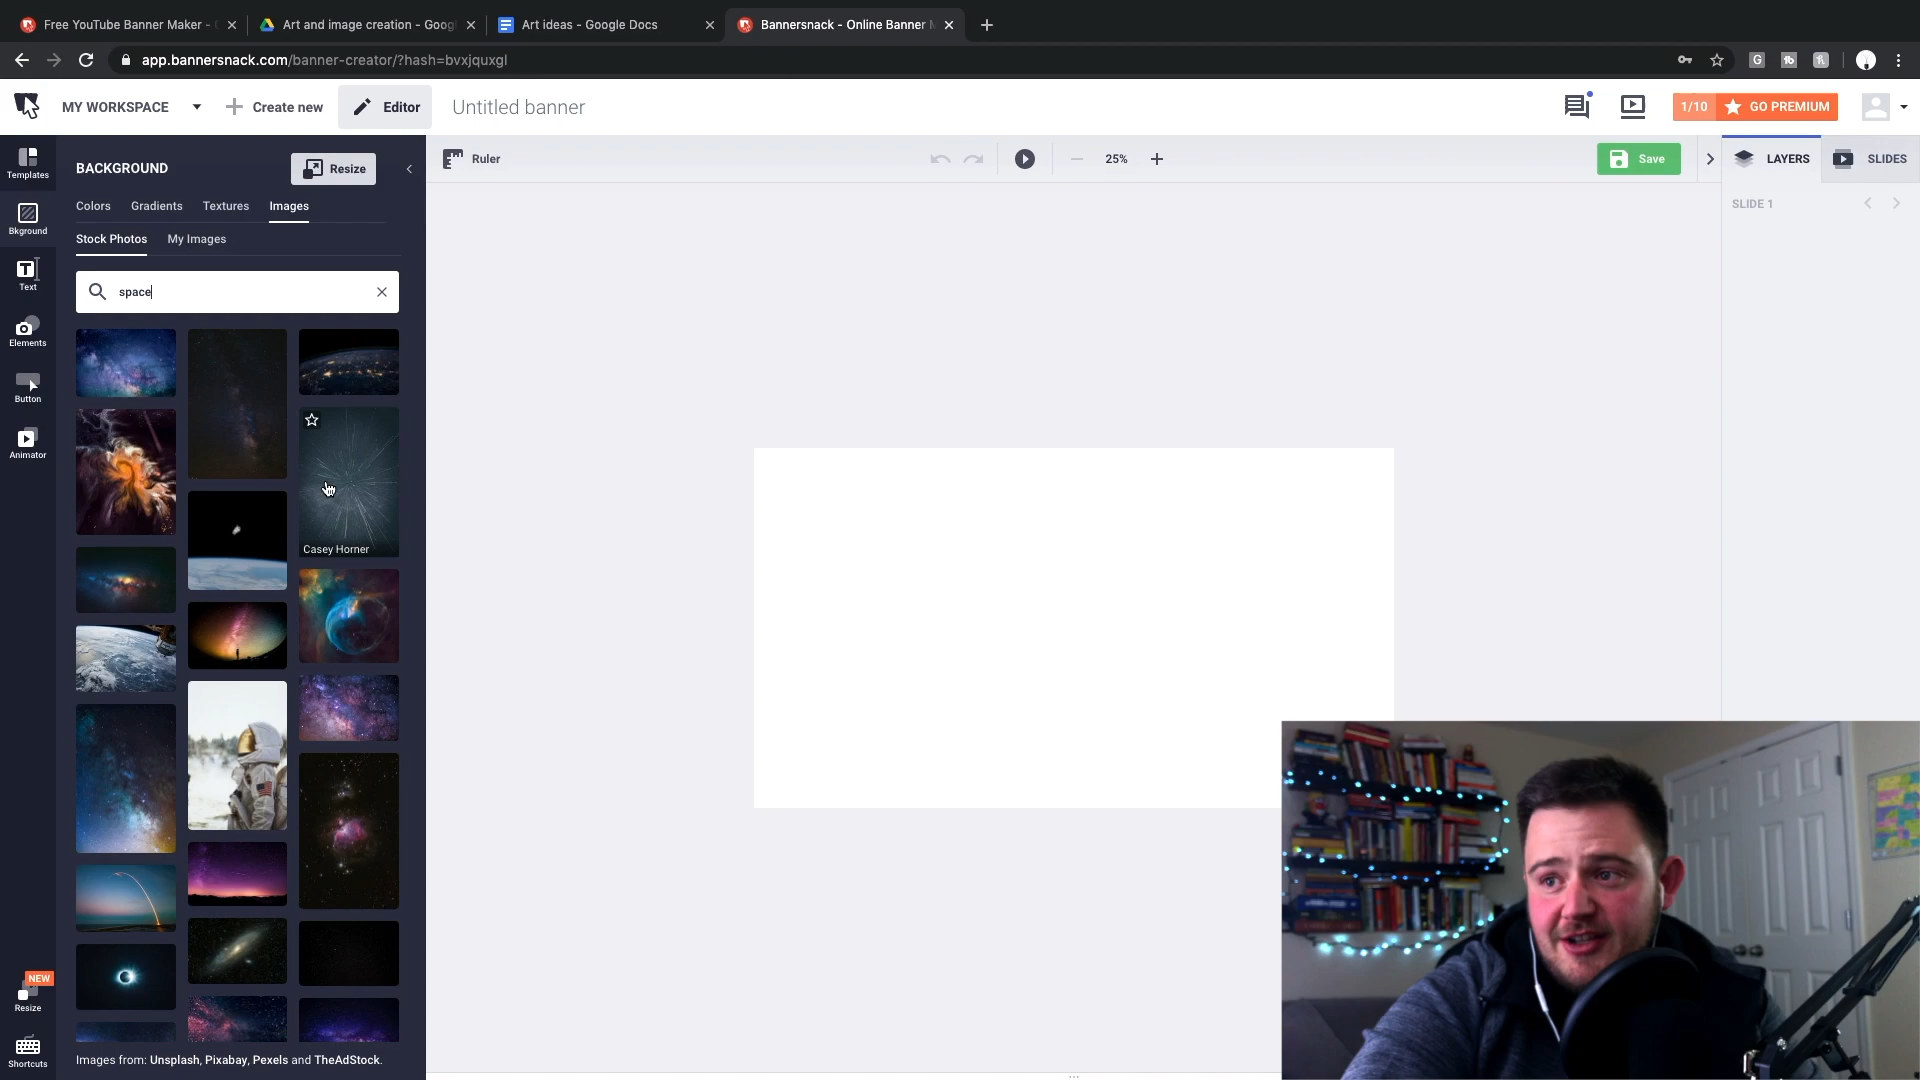 Free YouTube Banner Maker -
Art and image creation - Goog
Art ideas - Google Docs
Bannersnack - Online Banner M
app.bannersnack.com/banner-creator/?hash=bvxjquxgl
MY WORKSPACE
Create new
Editor
Untitled banner
1/10
GO PREMIUM
Templates
Bkground
Text
Elements
Button
Animator
NEW
Resize
Shortcuts
BACKGROUND
Resize
Colors Gradients Textures Images
Stock Photos My Images
space
Casey Horner
Images from: Unsplash, Pixabay, Pexels and TheAdStock.
Ruler
25%
Save
LAYERS
SLIDES
SLIDE 1